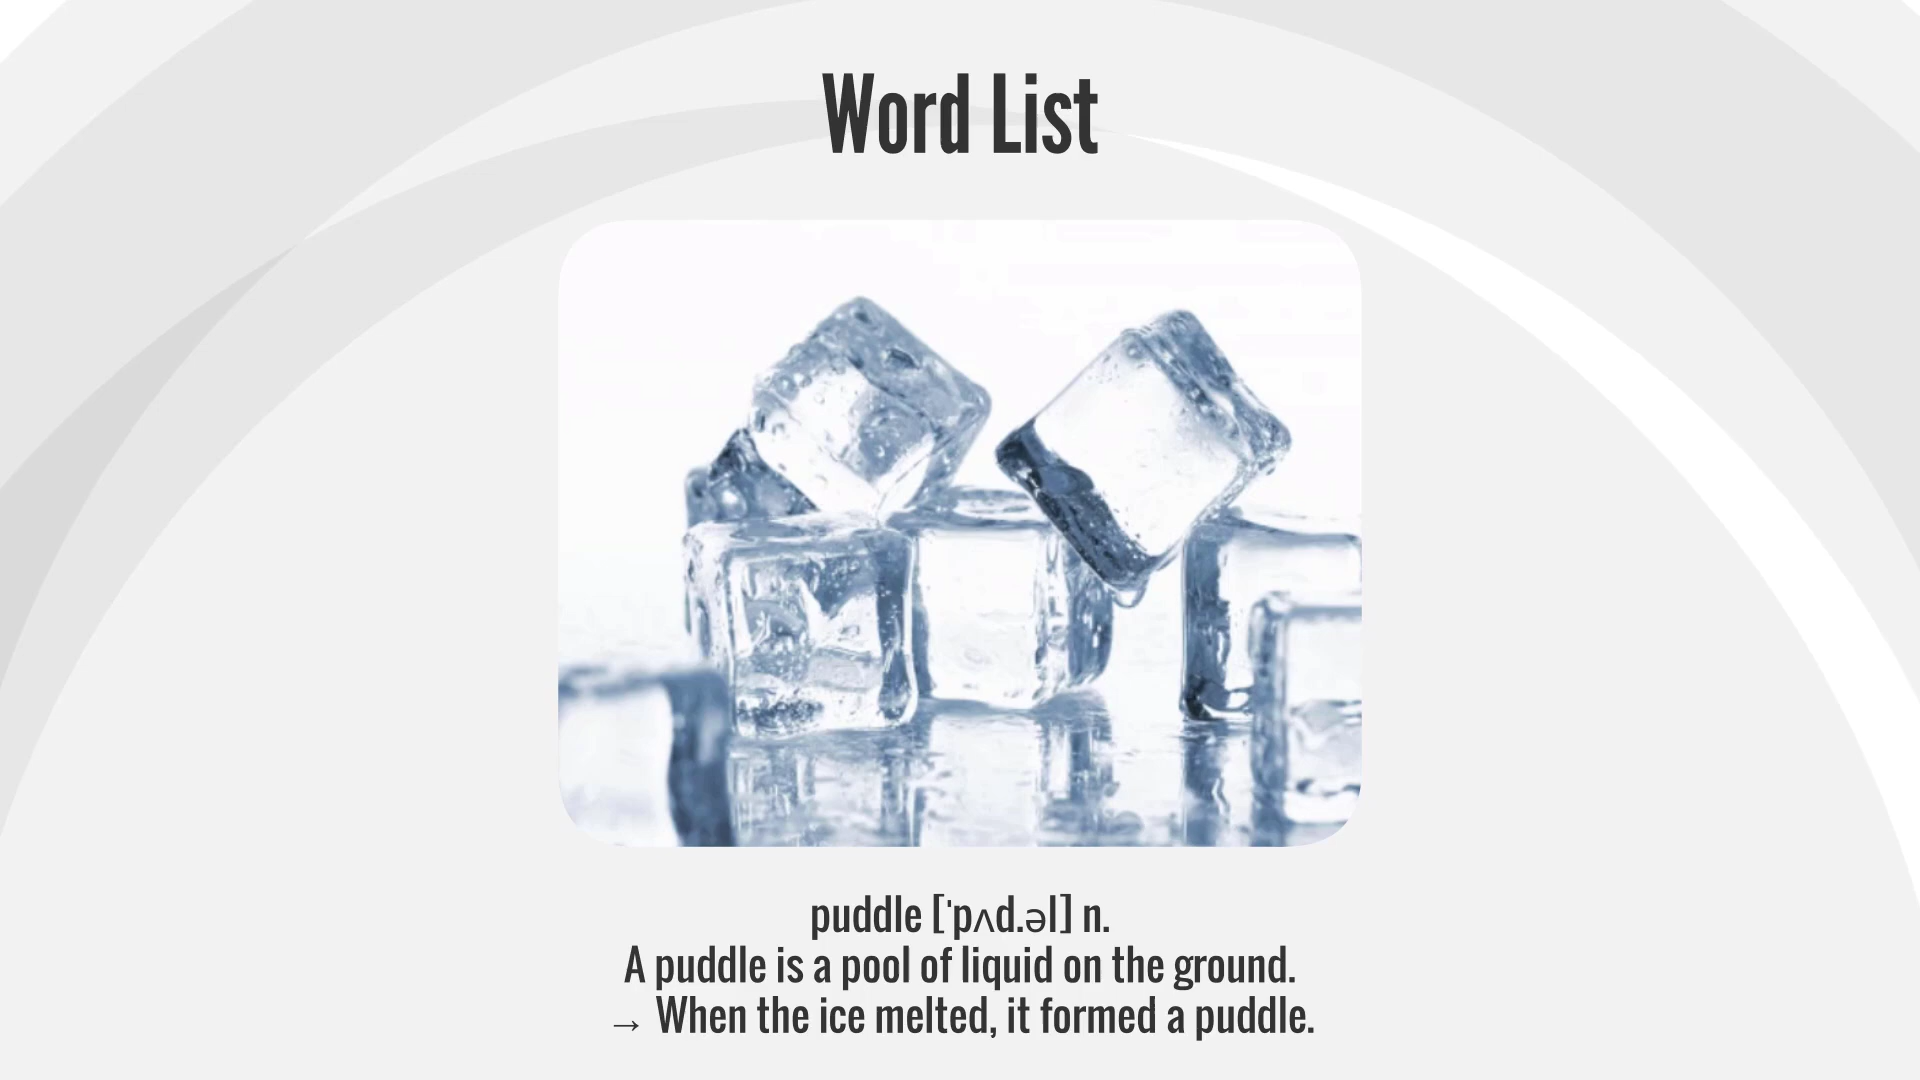 Word List
puddle [ˈpʌd.əl] n.
A puddle is a pool of liquid on the ground.
→ When the ice melted, it formed a puddle.